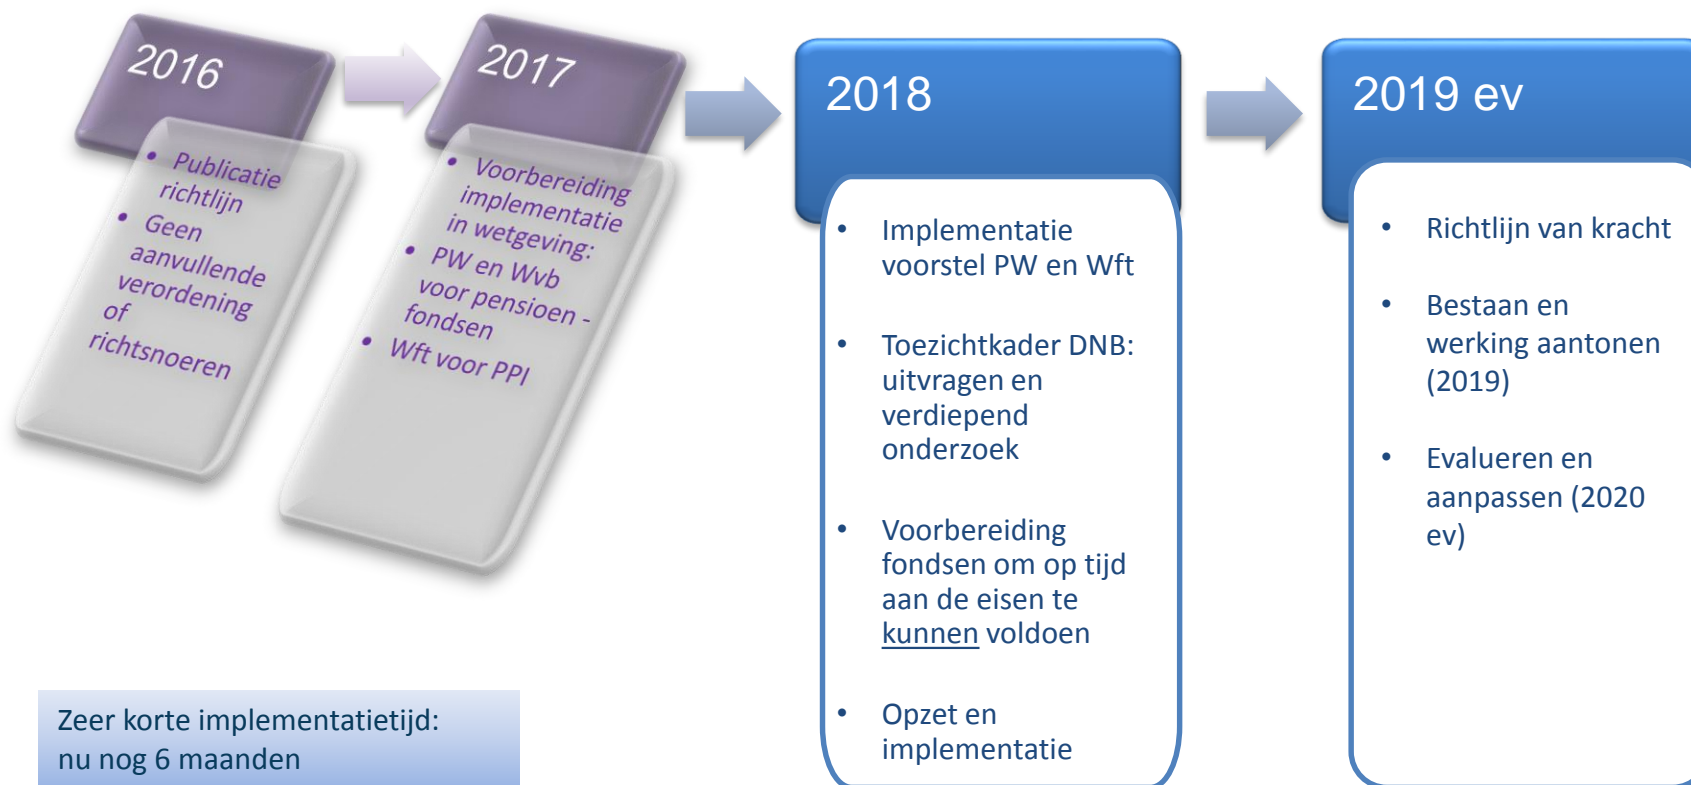 2016
• Publicatie
richtlijn
• Geen
aanvullende
verordening
of
richtsnoeren
2017
• Voorbereiding
implementatie
in wetgeving:
• PW en Wvb
voor pensioen -
fondsen
• Wft voor PPI
2018
• Implementatie
voorstel PW en Wft
• Toezichtkader DNB:
uitvragen en
verdiepend
onderzoek
• Voorbereiding
fondsen om op tijd
aan de eisen te
kunnen voldoen
• Opzet en
implementatie
2019 ev
• Richtlijn van kracht
• Bestaan en
werking aantonen
(2019)
• Evalueren en
aanpassen (2020
ev)
Zeer korte implementatietijd:
nu nog 6 maanden